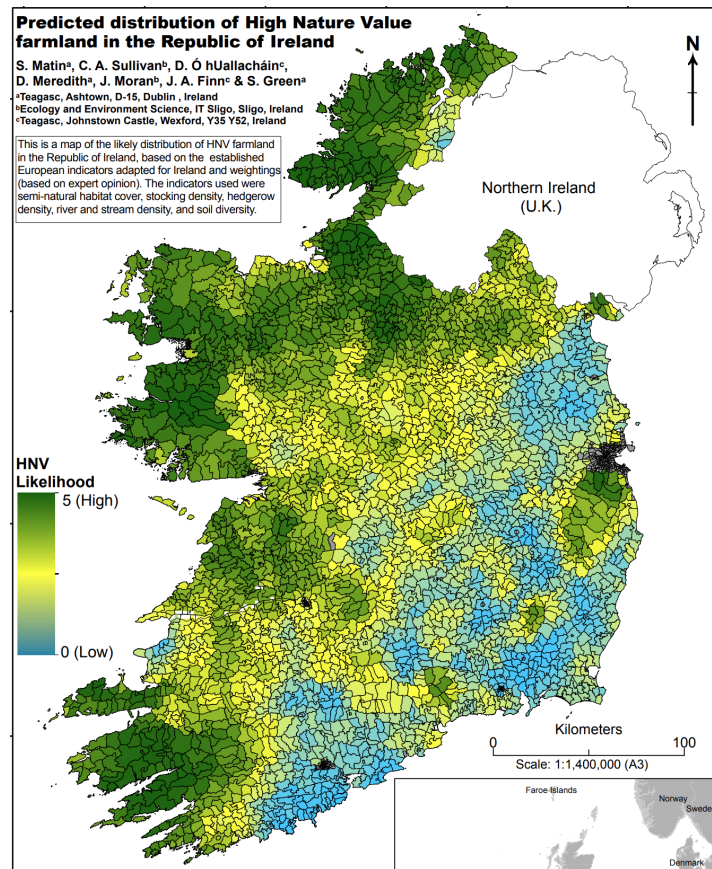 Predicted distribution of High Nature Value
farmland in the Republic of Ireland
S. Matinᵃ, C. A. Sullivanᵇ, D. Ó hUallacháinᶜ,
D. Meredithᵃ, J. Moranᵇ, J. A. Finnᶜ & S. Greenᵃ
ᵃTeagasc, Ashtown, D-15, Dublin , Ireland
ᵇEcology and Environment Science, IT Sligo, Sligo, Ireland
ᶜTeagasc, Johnstown Castle, Wexford, Y35 Y52, Ireland
This is a map of the likely distribution of HNV farmland
in the Republic of Ireland, based on the established
European indicators adapted for Ireland and weightings
(based on expert opinion). The indicators used were
semi-natural habitat cover, stocking density, hedgerow
density, river and stream density, and soil diversity.
N
Northern Ireland
(U.K.)
HNV
Likelihood
5 (High)
0 (Low)
Kilometers
0 100
Scale: 1:1,400,000 (A3)
Faroe Islands
Norway
Swede
Denmark